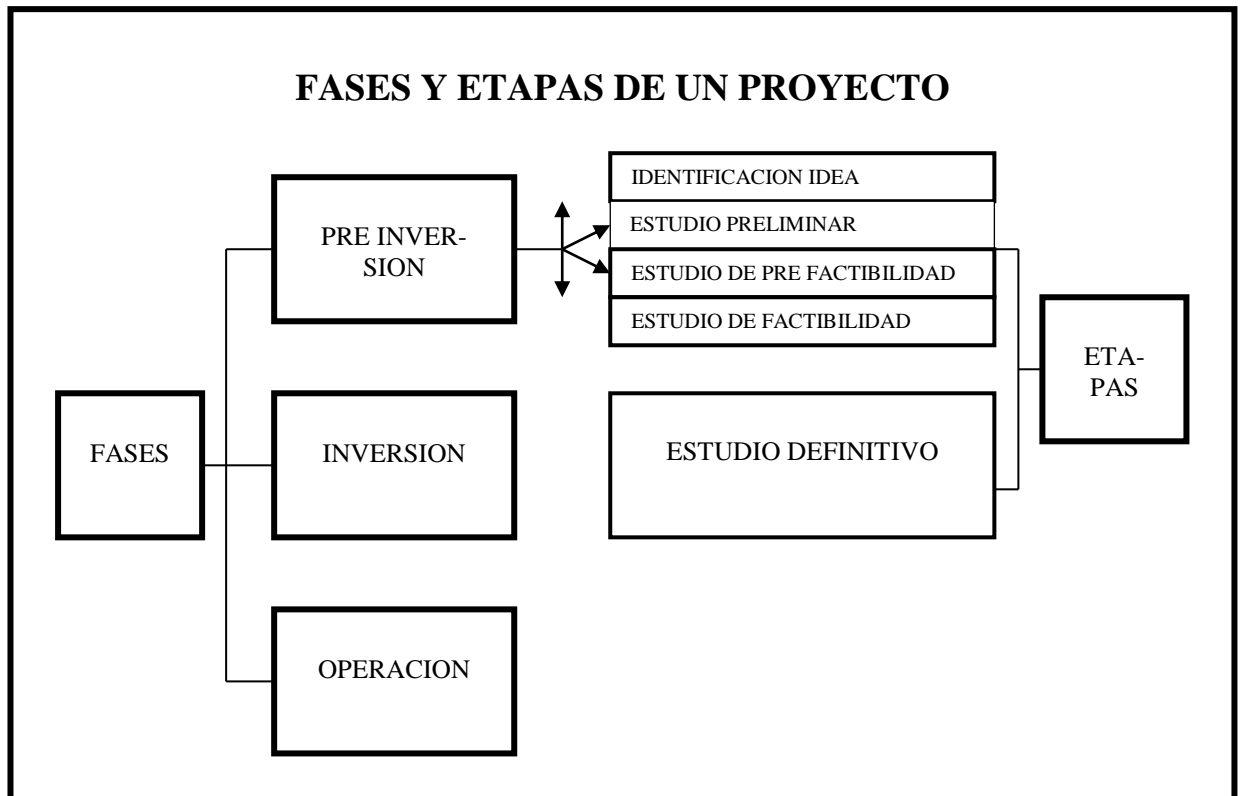 FASES Y ETAPAS DE UN PROYECTO
IDENTIFICACION IDEA
PRE INVER-
SION
ESTUDIO PRELIMINAR
ESTUDIO DE PRE FACTIBILIDAD
ESTUDIO DE FACTIBILIDAD
ETA-
PAS
FASES
INVERSION
ESTUDIO DEFINITIVO
OPERACION